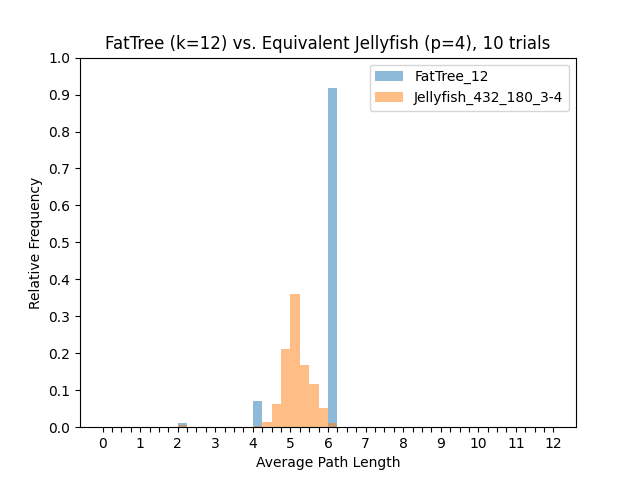 FatTree (k=12) vs. Equivalent Jellyfish (p=4), 10 trials
FatTree_12
Jellyfish_432_180_3-4
Relative Frequency
1.0
0.9
0.8
0.7
0.6
0.5
0.4
0.3
0.2
0.1
0.0
0 1 2 3 4 5 6 7 8 9 10 11 12
Average Path Length